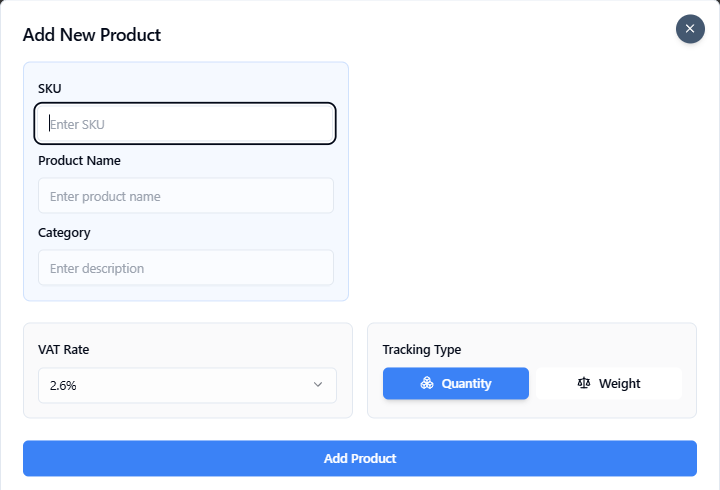 Add New Product
SKU
Enter SKU
Product Name
Enter product name
Category
Enter description
VAT Rate
2.6%
Tracking Type
Quantity
Weight
Add Product